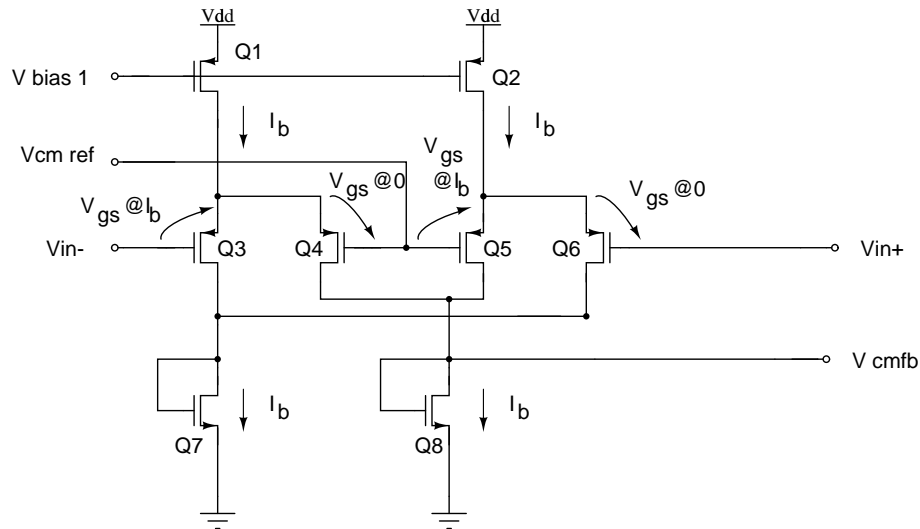 Vdd
Vdd
Q1
Q2
V bias 1
I_b
I_b
Vcm ref
V_gs @I_b
V_gs @0
V_gs @I_b
V_gs @0
Vin-
Q3
Q4
Q5
Q6
Vin+
V cmfb
I_b
I_b
Q7
Q8